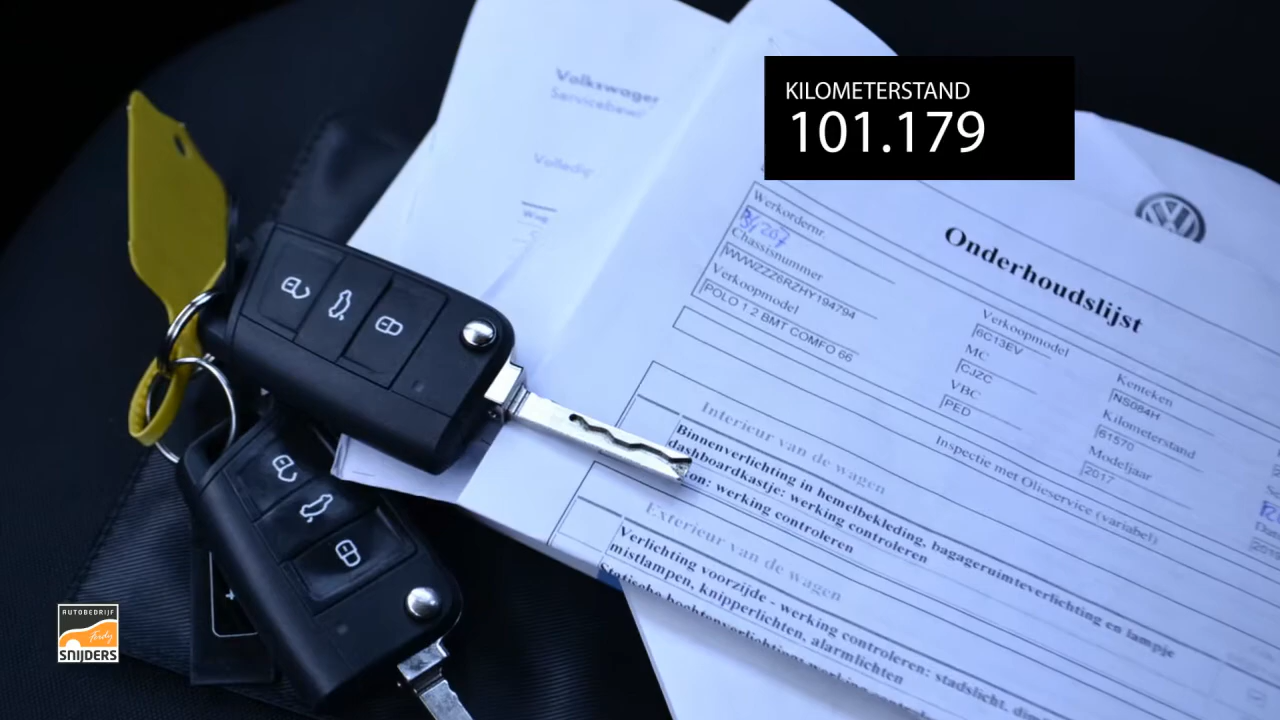 KILOMETERSTAND
101.179
Volkswagen
Volledig
Onderhoudslijst
Werkordernr.
Chassisnummer
WVWZZZ6RZHY194794
Verkoopmodel
POLO 1 2 BMT COMFO 66
Verkoopmodel
6C13EV
MC
CJZC
VBC
PED
Kenteken
NS084H
Kilometerstand
61570
Modeljaar
2017
Inspectie met Olieservice (variabel)
Interieur van de wagen
Binnenverlichting in hemelbekleding, bagageruimteverlichting en lampje
dashboardkastje: werking controleren
on: werking controleren
Exterieur van de wagen
Verlichting voorzijde - werking controleren: stadslicht, dim
mistlampen, knipperlichten, alarmlichten
AUTOBEDRIJF
Ferdy
SNIJDERS